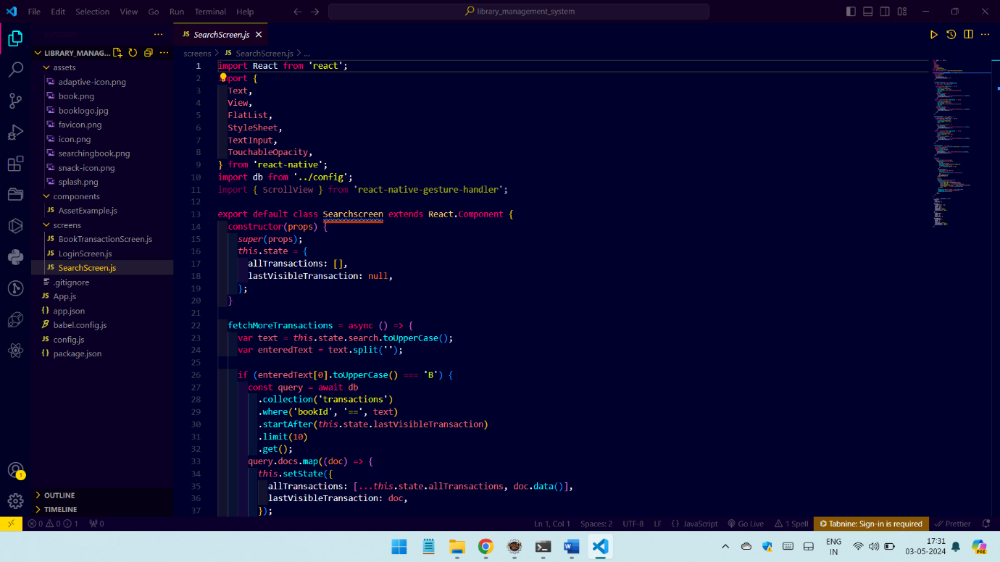 File Edit Selection View Go Run Terminal Help
library_management_system
EXPLORER
LIBRARY_MANAG...
assets
adaptive-icon.png
book.png
booklogo.jpg
favicon.png
icon.png
searchingbook.png
snack-icon.png
splash.png
components
JS AssetExample.js
screens
JS BookTransactionScreen.js
JS LoginScreen.js
JS SearchScreen.js
.gitignore
JS App.js
{} app.json
babel.config.js
JS config.js
{} package.json
OUTLINE
TIMELINE
JS SearchScreen.js
screens > JS SearchScreen.js > ...
1 import React from 'react';
2 import {
3 Text,
4 View,
5 FlatList,
6 StyleSheet,
7 TextInput,
8 TouchableOpacity,
9 } from 'react-native';
10 import db from '../config';
11 import { ScrollView } from 'react-native-gesture-handler';
12
13 export default class Searchscreen extends React.Component {
14 constructor(props) {
15 super(props);
16 this.state = {
17 allTransactions: [],
18 lastVisibleTransaction: null,
19 };
20 }
21
22 fetchMoreTransactions = async () => {
23 var text = this.state.search.toUpperCase();
24 var enteredText = text.split('');
25
26 if (enteredText[0].toUpperCase() === 'B') {
27 const query = await db
28 .collection('transactions')
29 .where('bookId', '==', text)
30 .startAfter(this.state.lastVisibleTransaction)
31 .limit(10)
32 .get();
33 query.docs.map((doc) => {
34 this.setState({
35 allTransactions: [...this.state.allTransactions, doc.data()],
36 lastVisibleTransaction: doc,
37 });
1
0 0 1 0
Ln 1, Col 1 Spaces: 2 UTF-8 LF {} JavaScript Go Live 1 Spell Tabnine: Sign-in is required Prettier
ENG
IN
17:31
03-05-2024
PRE